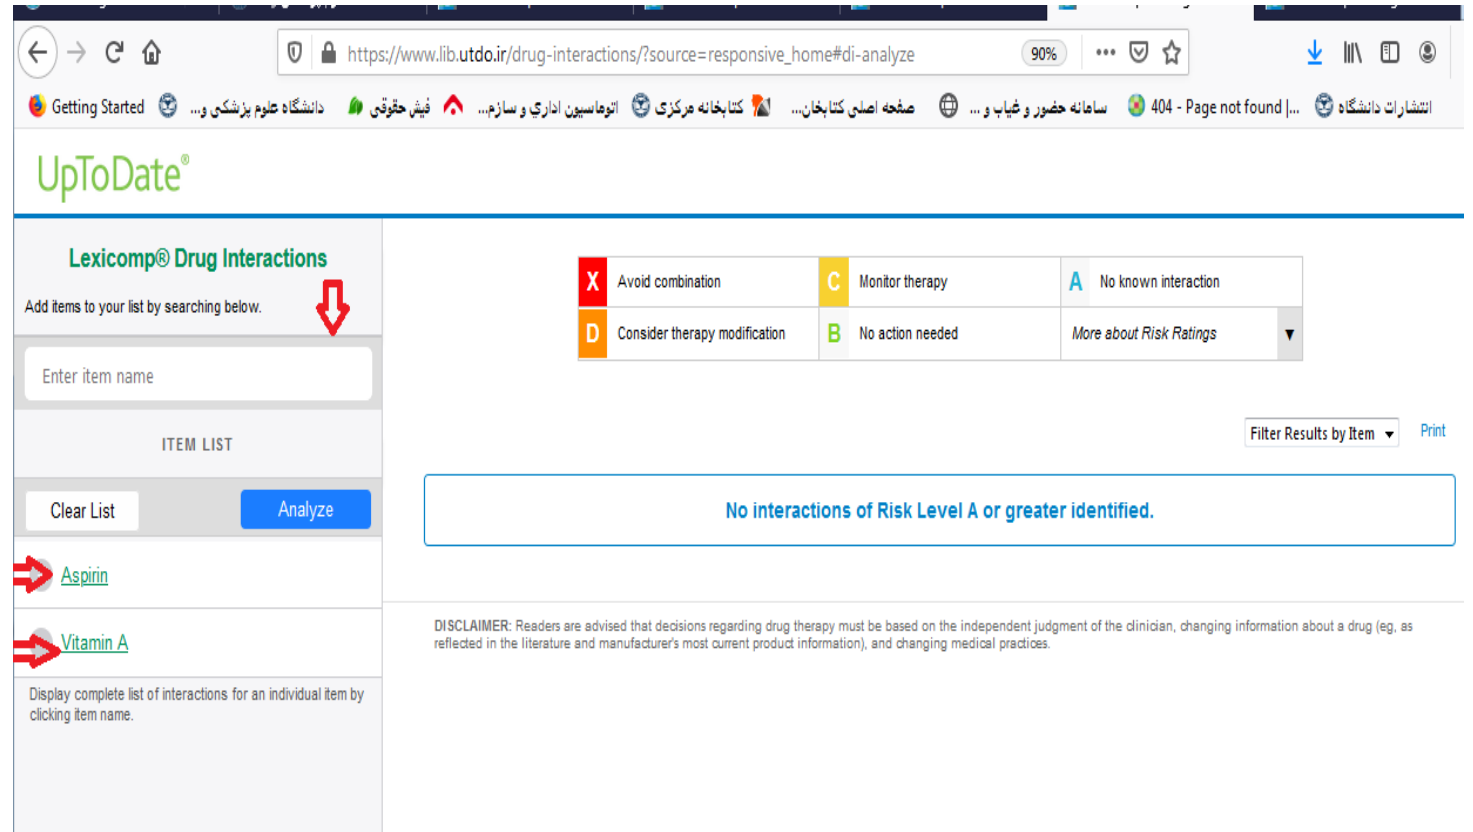 https://www.lib.utdo.ir/drug-interactions/?source=responsive_home#di-analyze
90%
Getting Started
دانشگاه علوم پزشکی و...
فیش حقوقی
اتوماسیون اداري و سازم...
کتابخانه مرکزی
صفحه اصلی کتابخان...
سامانه حضور و غیاب و ...
404 - Page not found |...
انتشارات دانشگاه
UpToDate®
Lexicomp® Drug Interactions
Add items to your list by searching below.
Enter item name
ITEM LIST
Clear List
Analyze
Aspirin
Vitamin A
Display complete list of interactions for an individual item by
clicking item name.
X Avoid combination
C Monitor therapy
A No known interaction
D Consider therapy modification
B No action needed
More about Risk Ratings
Filter Results by Item
Print
No interactions of Risk Level A or greater identified.
DISCLAIMER: Readers are advised that decisions regarding drug therapy must be based on the independent judgment of the clinician, changing information about a drug (eg, as
reflected in the literature and manufacturer's most current product information), and changing medical practices.